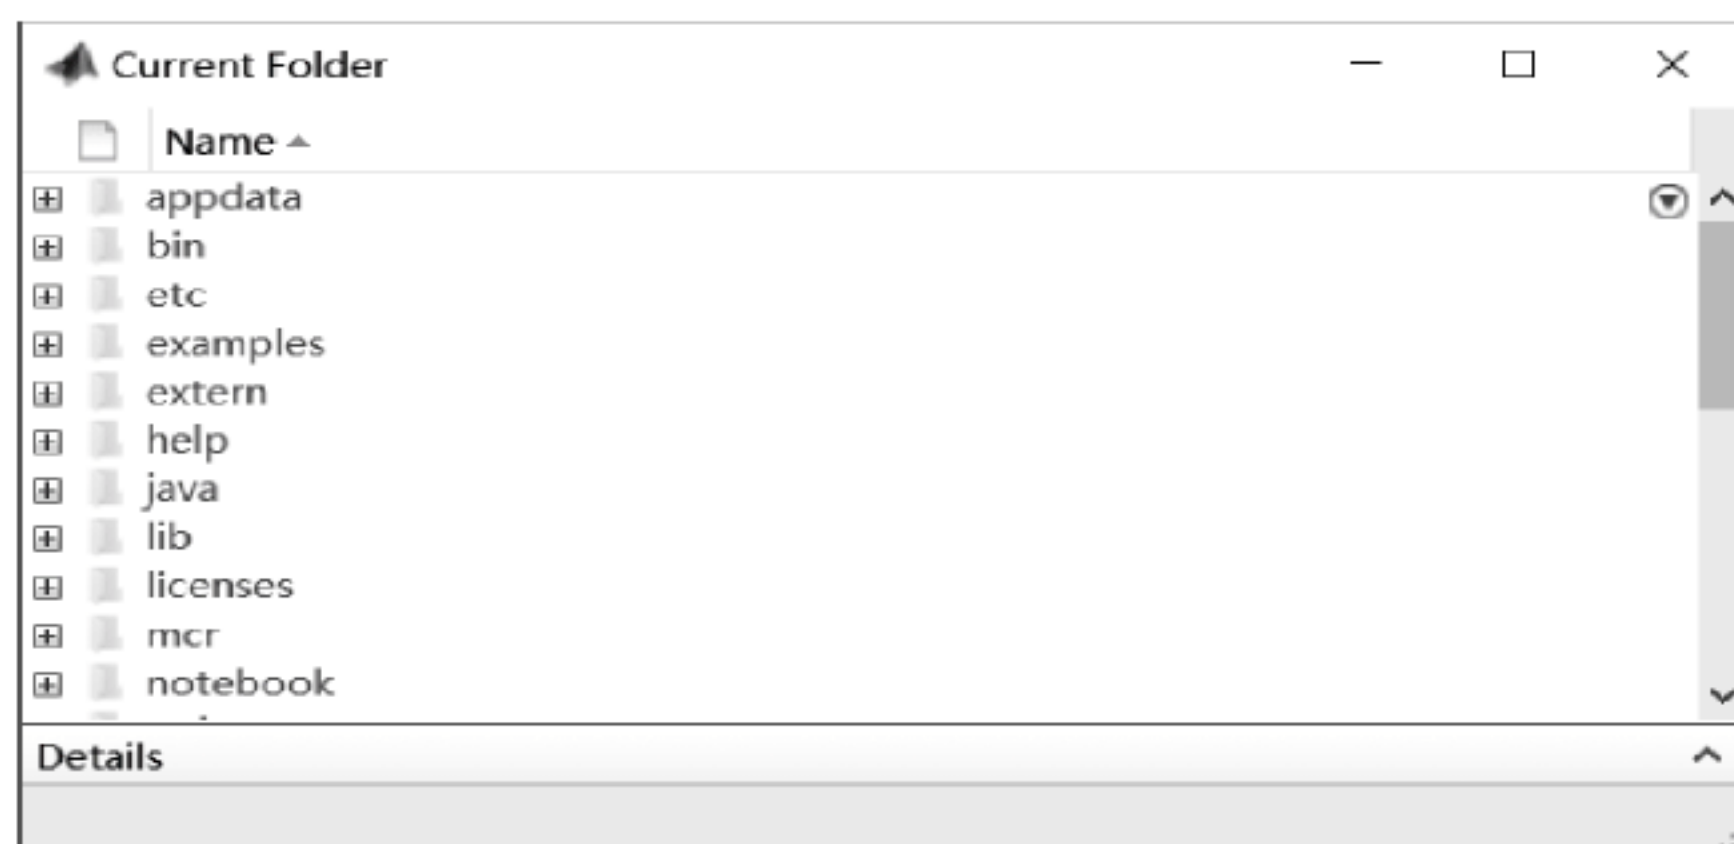 Current Folder
Name
appdata
bin
etc
examples
extern
help
java
lib
licenses
mcr
notebook
Details